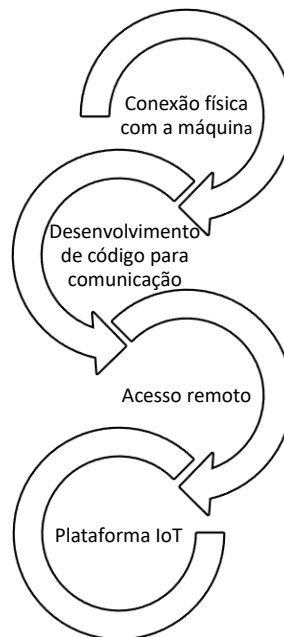 Conexão física
com a máquina
Desenvolvimento
de código para
comunicação
Acesso remoto
Plataforma IoT